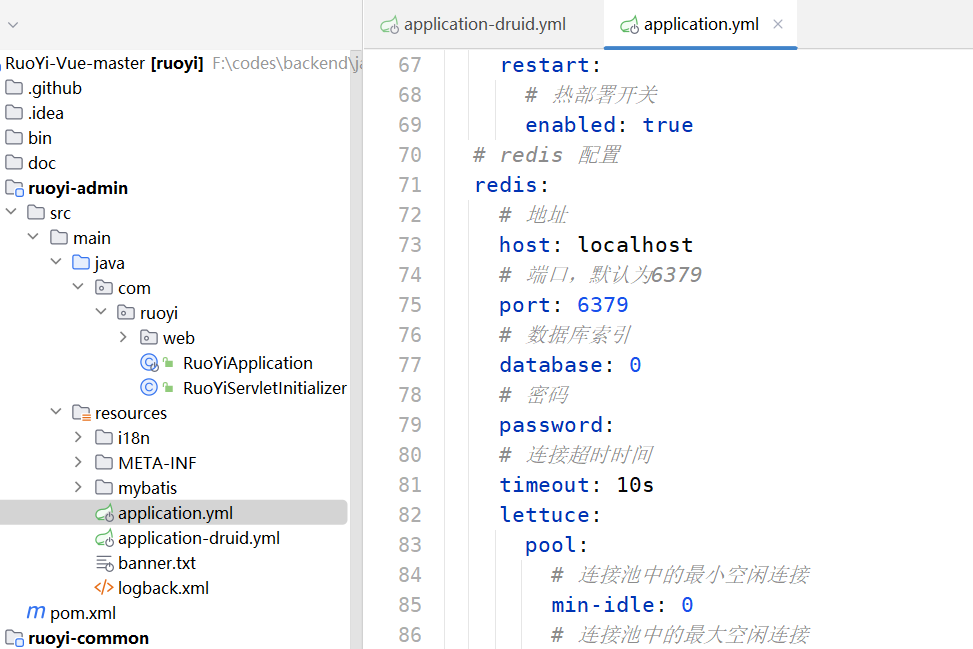 RuoYi-Vue-master [ruoyi] F:\codes\backend\
.github
.idea
bin
doc
ruoyi-admin
src
main
java
com
ruoyi
web
RuoYiApplication
RuoYiServletInitializer
resources
i18n
META-INF
mybatis
application.yml
application-druid.yml
banner.txt
logback.xml
pom.xml
ruoyi-common
application-druid.yml
application.yml
67 restart:
68 # 热部署开关
69 enabled: true
70 # redis 配置
71 redis:
72 # 地址
73 host: localhost
74 # 端口，默认为6379
75 port: 6379
76 # 数据库索引
77 database: 0
78 # 密码
79 password:
80 # 连接超时时间
81 timeout: 10s
82 lettuce:
83 pool:
84 # 连接池中的最小空闲连接
85 min-idle: 0
86 # 连接池中的最大空闲连接